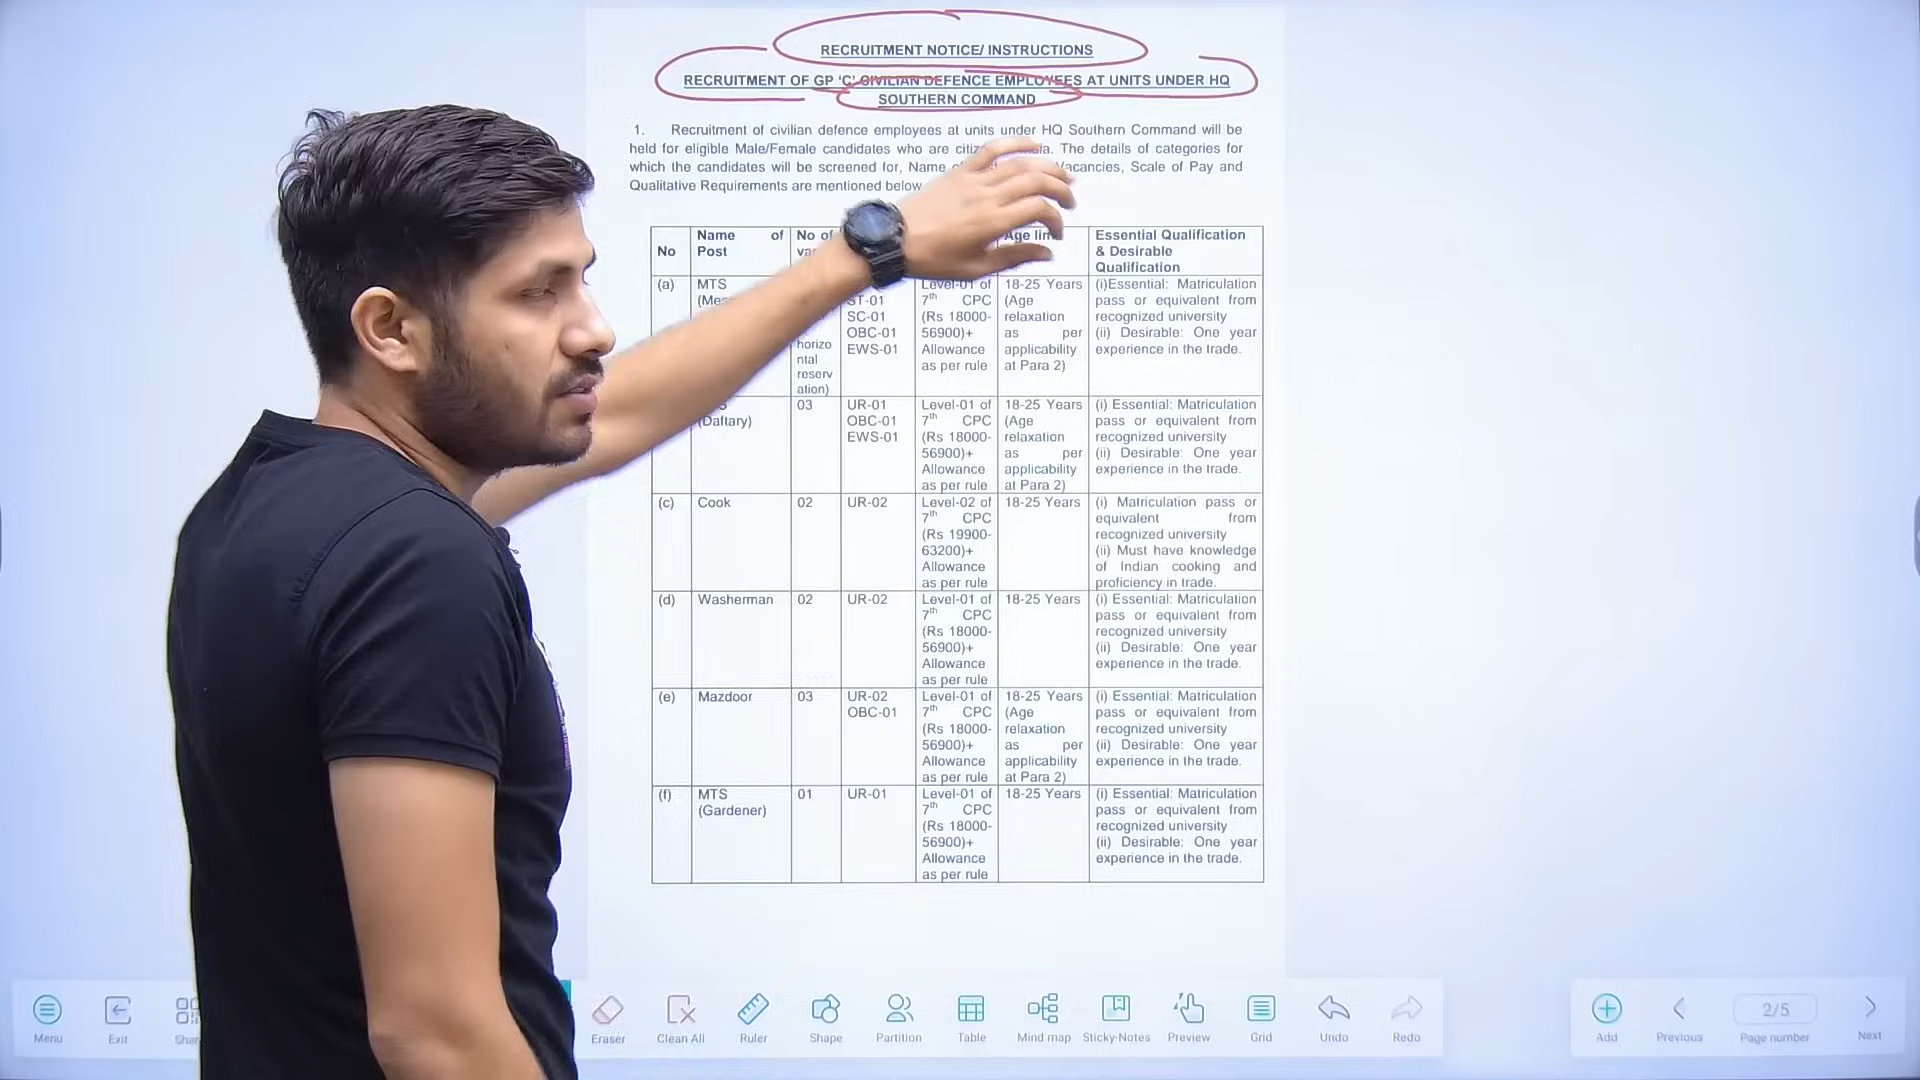 RECRUITMENT NOTICE/ INSTRUCTIONS
RECRUITMENT OF GP 'C' CIVILIAN DEFENCE EMPLOYEES AT UNITS UNDER HQ
SOUTHERN COMMAND
1. Recruitment of civilian defence employees at units under HQ Southern Command will be
held for eligible Male/Female candidates who are The details of categories for
which the candidates will be screened for, Name Vacancies, Scale of Pay and
Qualitative Requirements are mentioned below
No
Name of
Post
No of
Age
Essential Qualification
& Desirable
Qualification
(a)
MTS
horizo
ntal
reserv
ation)
ST-01
SC-01
OBC-01
EWS-01
Level-01 of
7th CPC
(Rs 18000-
56900)+
Allowance
as per rule
18-25 Years
(Age
relaxation
as per
applicability
at Para 2)
(i)Essential: Matriculation
pass or equivalent from
recognized university
(ii) Desirable: One year
experience in the trade.
(Daftary)
03
UR-01
OBC-01
EWS-01
Level-01 of
7th CPC
(Rs 18000-
56900)+
Allowance
as per rule
18-25 Years
(Age
relaxation
as per
applicability
at Para 2)
(i) Essential: Matriculation
pass or equivalent from
recognized university
(ii) Desirable: One year
experience in the trade.
(c)
Cook
02
UR-02
Level-02 of
7th CPC
(Rs 19900-
63200)+
Allowance
as per rule
18-25 Years
(i) Matriculation pass or
equivalent from
recognized university
(ii) Must have knowledge
of Indian cooking and
proficiency in trade.
(d)
Washerman
02
UR-02
Level-01 of
7th CPC
(Rs 18000-
56900)+
Allowance
as per rule
18-25 Years
(i) Essential: Matriculation
pass or equivalent from
recognized university
(ii) Desirable: One year
experience in the trade.
(e)
Mazdoor
03
UR-02
OBC-01
Level-01 of
7th CPC
(Rs 18000-
56900)+
Allowance
as per rule
18-25 Years
(Age
relaxation
as per
applicability
at Para 2)
(i) Essential: Matriculation
pass or equivalent from
recognized university
(ii) Desirable: One year
experience in the trade.
(f)
MTS
(Gardener)
01
UR-01
Level-01 of
7th CPC
(Rs 18000-
56900)+
Allowance
as per rule
18-25 Years
(i) Essential: Matriculation
pass or equivalent from
recognized university
(ii) Desirable: One year
experience in the trade.
Menu Exit Eraser Clean All Ruler Shape Partition Table Mind map Sticky Notes Preview Grid Undo Redo Add Previous Page number Next
2/5